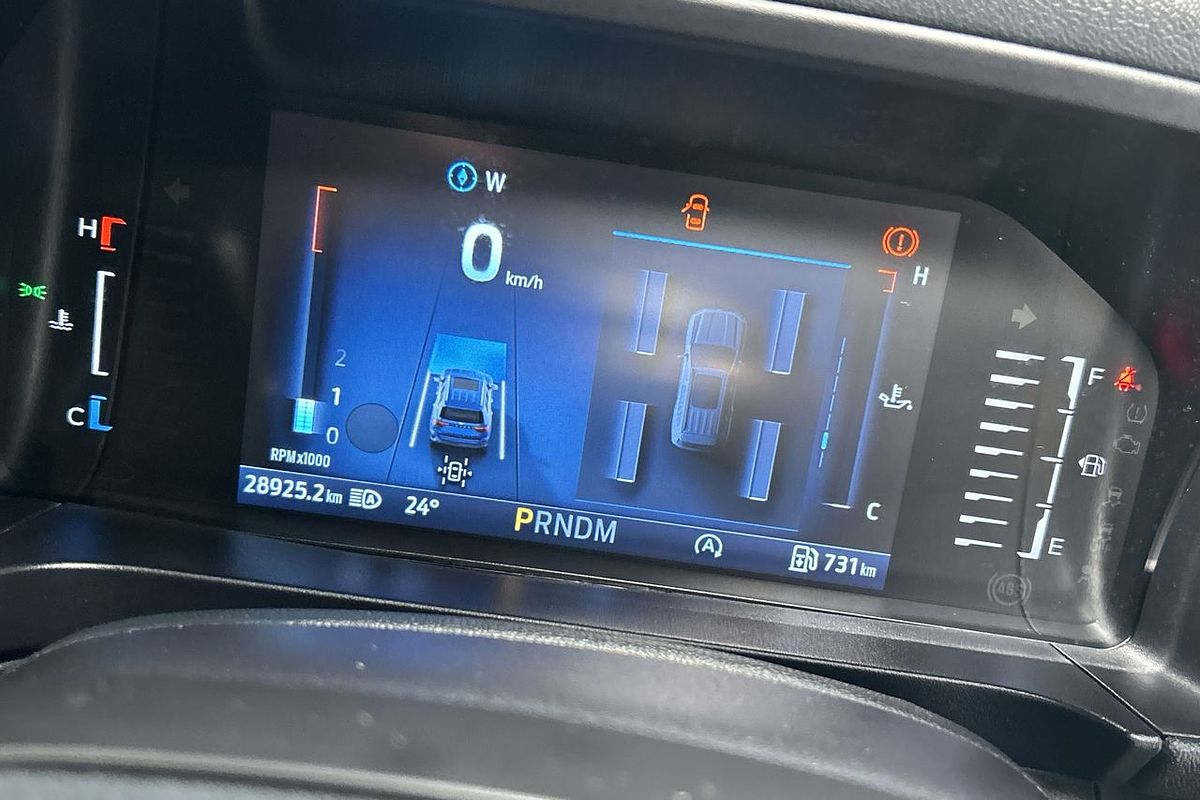 W
0 km/h
H
H
2
1
0
C
RPMx1000
F
C
E
28925.2 km A 24°
PRNDM
A
731 km
ABS